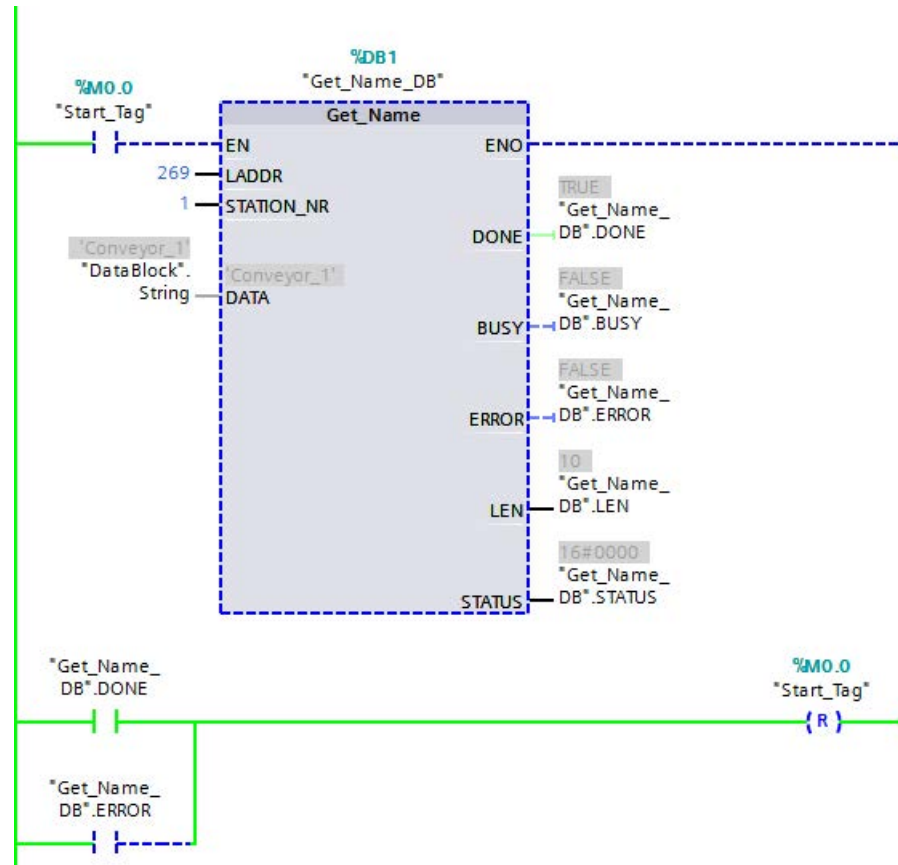 %DB1
"Get_Name_DB"
%M0.0
"Start_Tag"
Get_Name
EN
ENO
269
LADDR
1
STATION_NR
TRUE
"Get_Name_
DB".DONE
DONE
'Conveyor_1'
"DataBlock".
String
'Conveyor_1'
DATA
FALSE
"Get_Name_
DB".BUSY
BUSY
FALSE
"Get_Name_
DB".ERROR
ERROR
10
"Get_Name_
DB".LEN
LEN
16#0000
"Get_Name_
DB".STATUS
STATUS
"Get_Name_
DB".DONE
%M0.0
"Start_Tag"
R
"Get_Name_
DB".ERROR